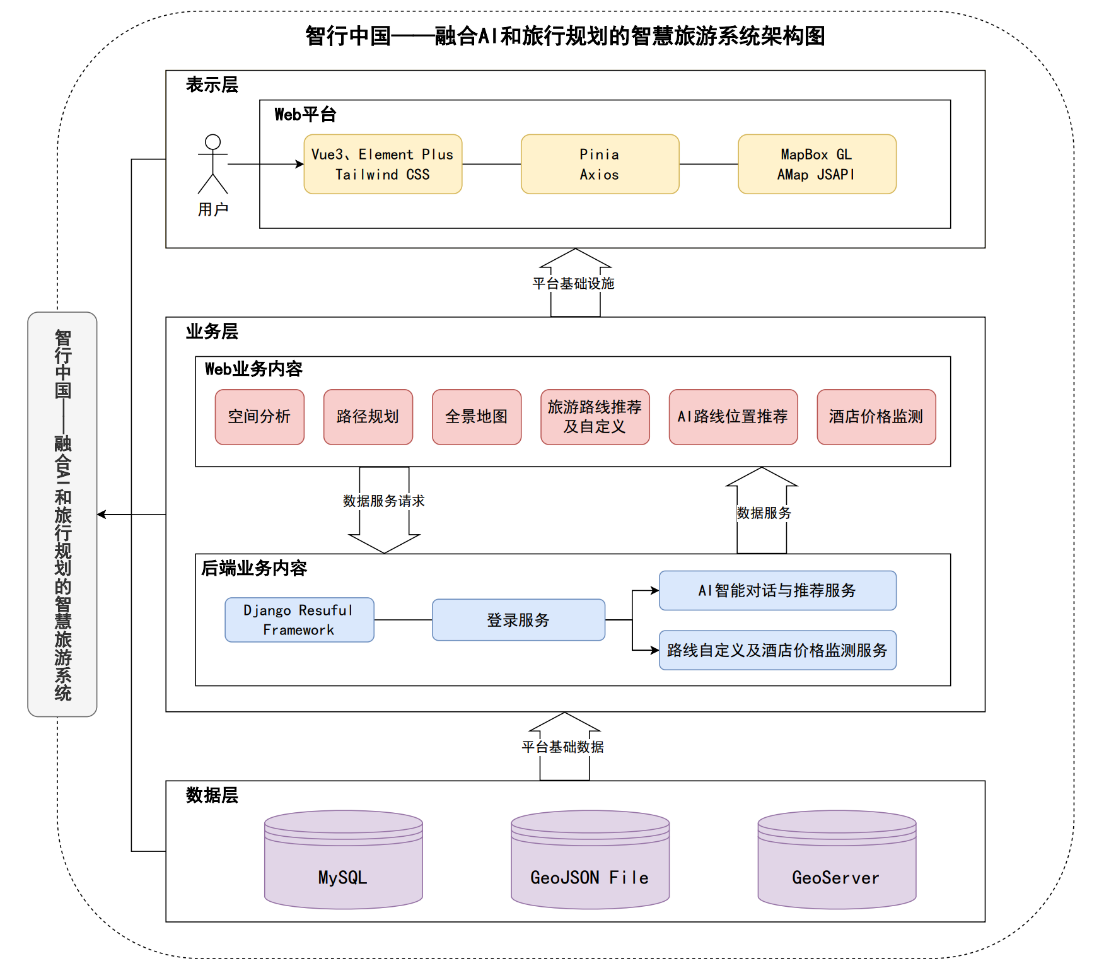 智行中国——融合AI和旅行规划的智慧旅游系统架构图
表示层
Web平台
Vue3、Element Plus
Tailwind CSS
Pinia
Axios
MapBox GL
AMap JSAPI
用户
平台基础设施
智行中国——融合AI和旅行规划的智慧旅游系统
业务层
Web业务内容
空间分析
路径规划
全景地图
旅游路线推荐
及自定义
AI路线位置推荐
酒店价格监测
数据服务请求
数据服务
后端业务内容
Django Resuful
Framework
登录服务
AI智能对话与推荐服务
路线自定义及酒店价格监测服务
平台基础数据
数据层
MySQL
GeoJSON File
GeoServer